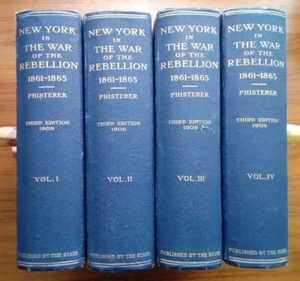 NEW YORK
IN
THE WAR
OF THE
REBELLION
1861-1865
PHISTERER
THIRD EDITION
1909
VOL. I
PUBLISHED BY THE STATE
NEW YORK
IN
THE WAR
OF THE
REBELLION
1861-1865
PHISTERER
THIRD EDITION
1909
VOL. II
PUBLISHED BY THE STATE
NEW YORK
IN
THE WAR
OF THE
REBELLION
1861-1865
PHISTERER
THIRD EDITION
1909
VOL. III
PUBLISHED BY THE STATE
NEW YORK
IN
THE WAR
OF THE
REBELLION
1861-1865
PHISTERER
THIRD EDITION
1909
VOL. IV
PUBLISHED BY THE STATE